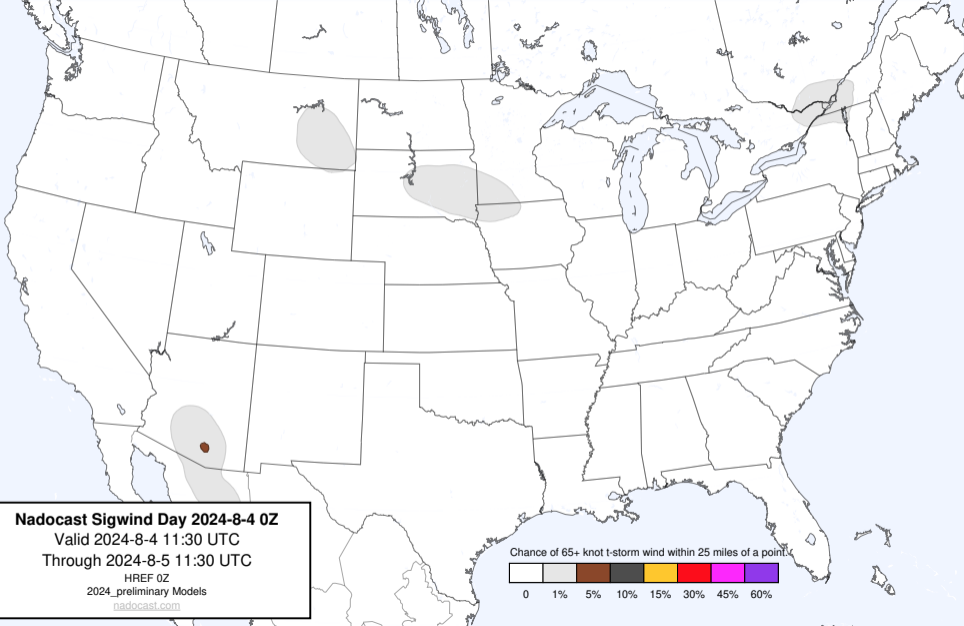 Nadocast Sigwind Day 2024-8-4 0Z
Valid 2024-8-4 11:30 UTC
Through 2024-8-5 11:30 UTC
HREF 0Z
2024_preliminary Models
nadocast.com
Chance of 65+ knot t-storm wind within 25 miles of a point.
0 1% 5% 10% 15% 30% 45% 60%